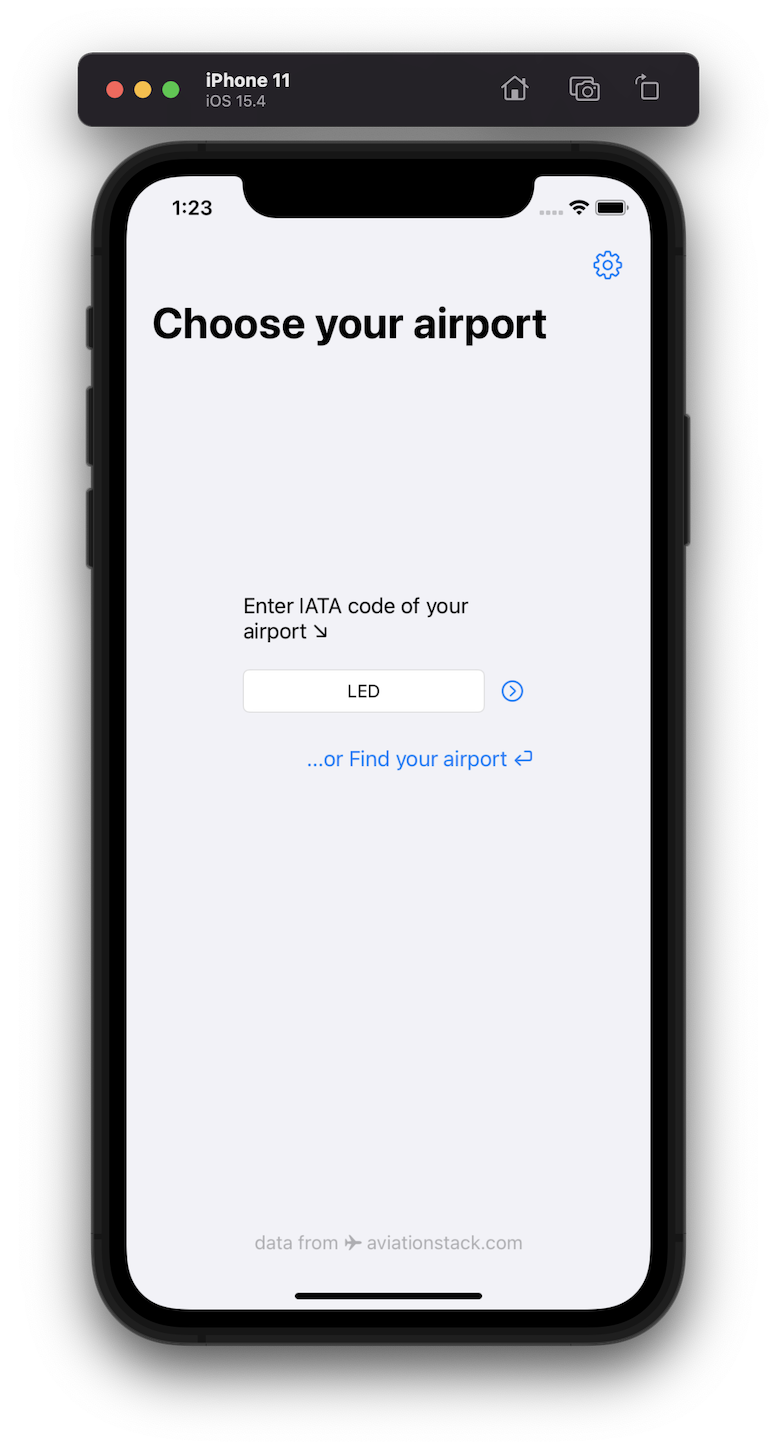 iPhone 11
iOS 15.4
1:23
Choose your airport
Enter IATA code of your
airport ↘
LED
...or Find your airport ↵
data from ✈ aviationstack.com